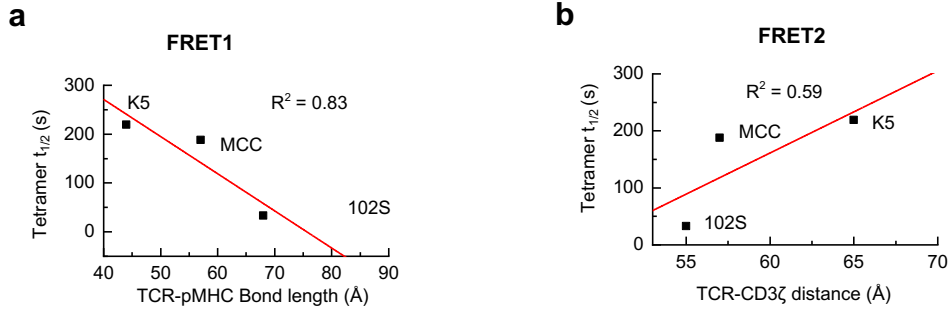 a
FRET1
Tetramer t1/2 (s)
300
200
100
0
K5
MCC
102S
R2 = 0.83
40 50 60 70 80 90
TCR-pMHC Bond length (Å)
b
FRET2
Tetramer t1/2 (s)
300
200
100
0
R2 = 0.59
MCC
K5
102S
55 60 65 70
TCR-CD3ζ distance (Å)